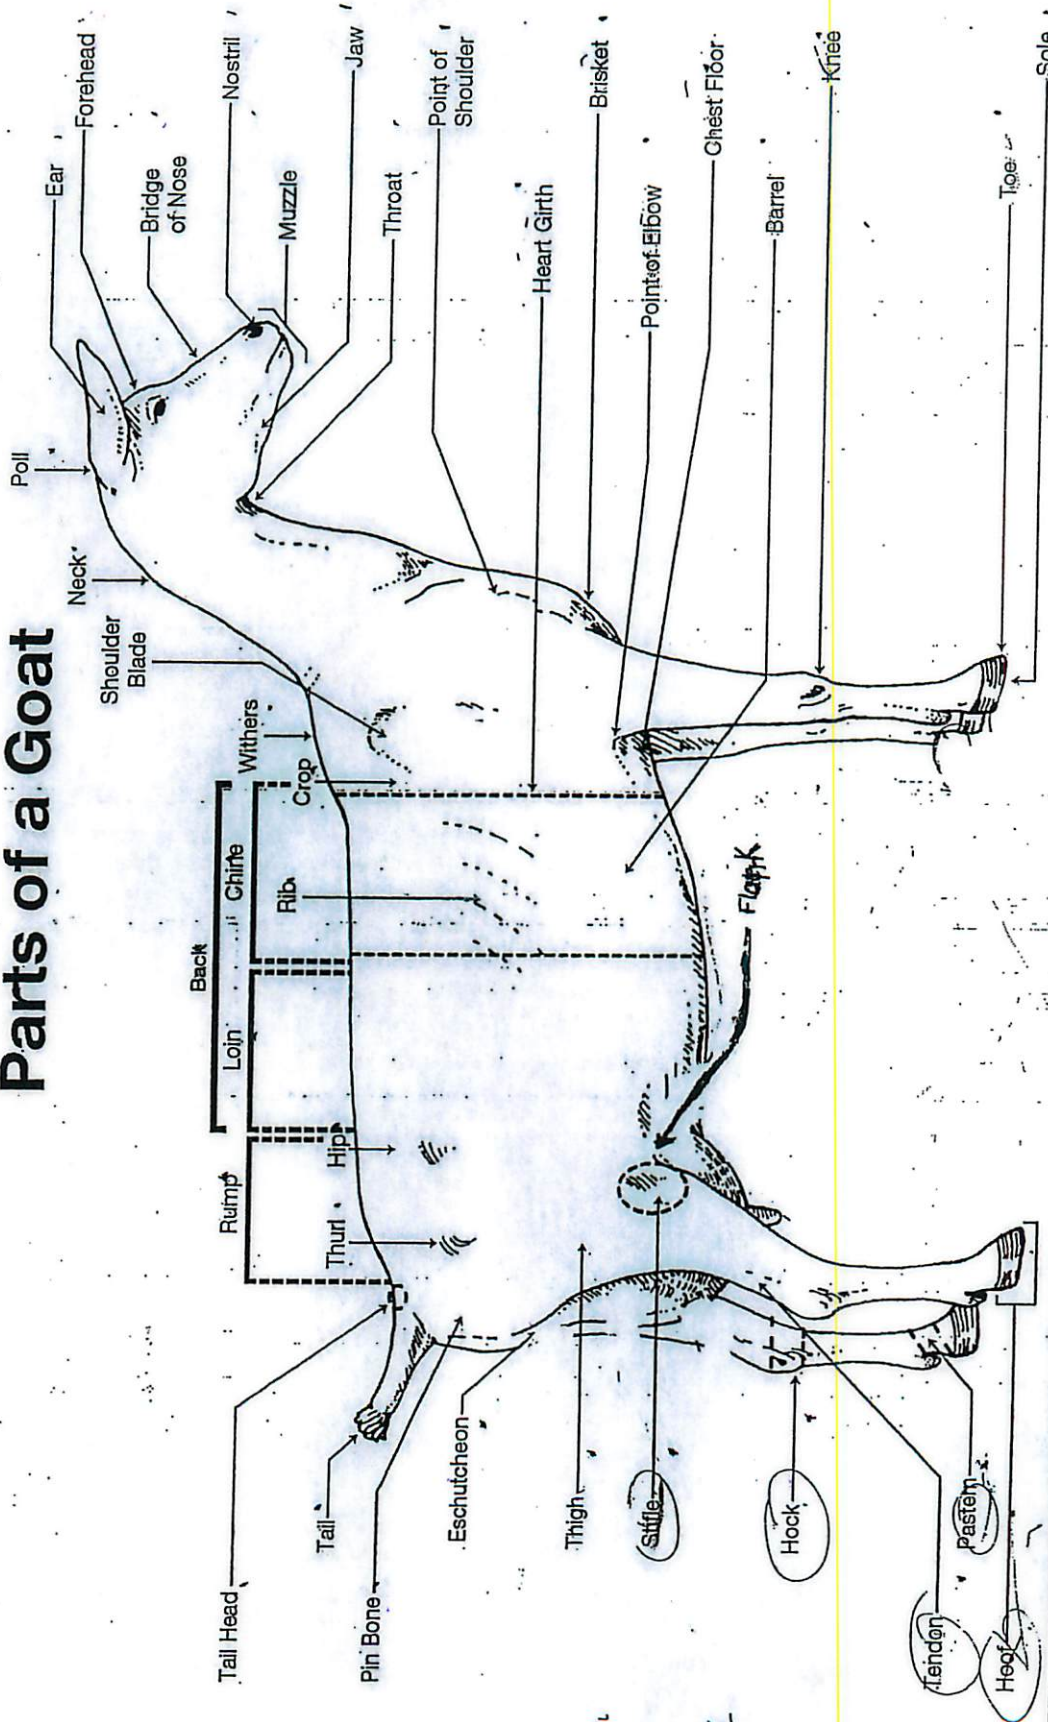 Parts of a Goat
Poll
Ear
Forehead
Neck
Bridge
of Nose
Nostril
Muzzle
Jaw
Throat
Point of
Shoulder
Heart Girth
Brisket
Point of Elbow
Chest Floor
Barrel
Knee
Toe
Sole
Shoulder
Blade
Withers
Crop
Back
Chine
Rib
Loin
Rump
Hip
Thurl
Tail Head
Tail
Pin Bone
Eschutcheon
Thigh
Stifle
Hock
Tendon
Pastern
Hoof
Flank